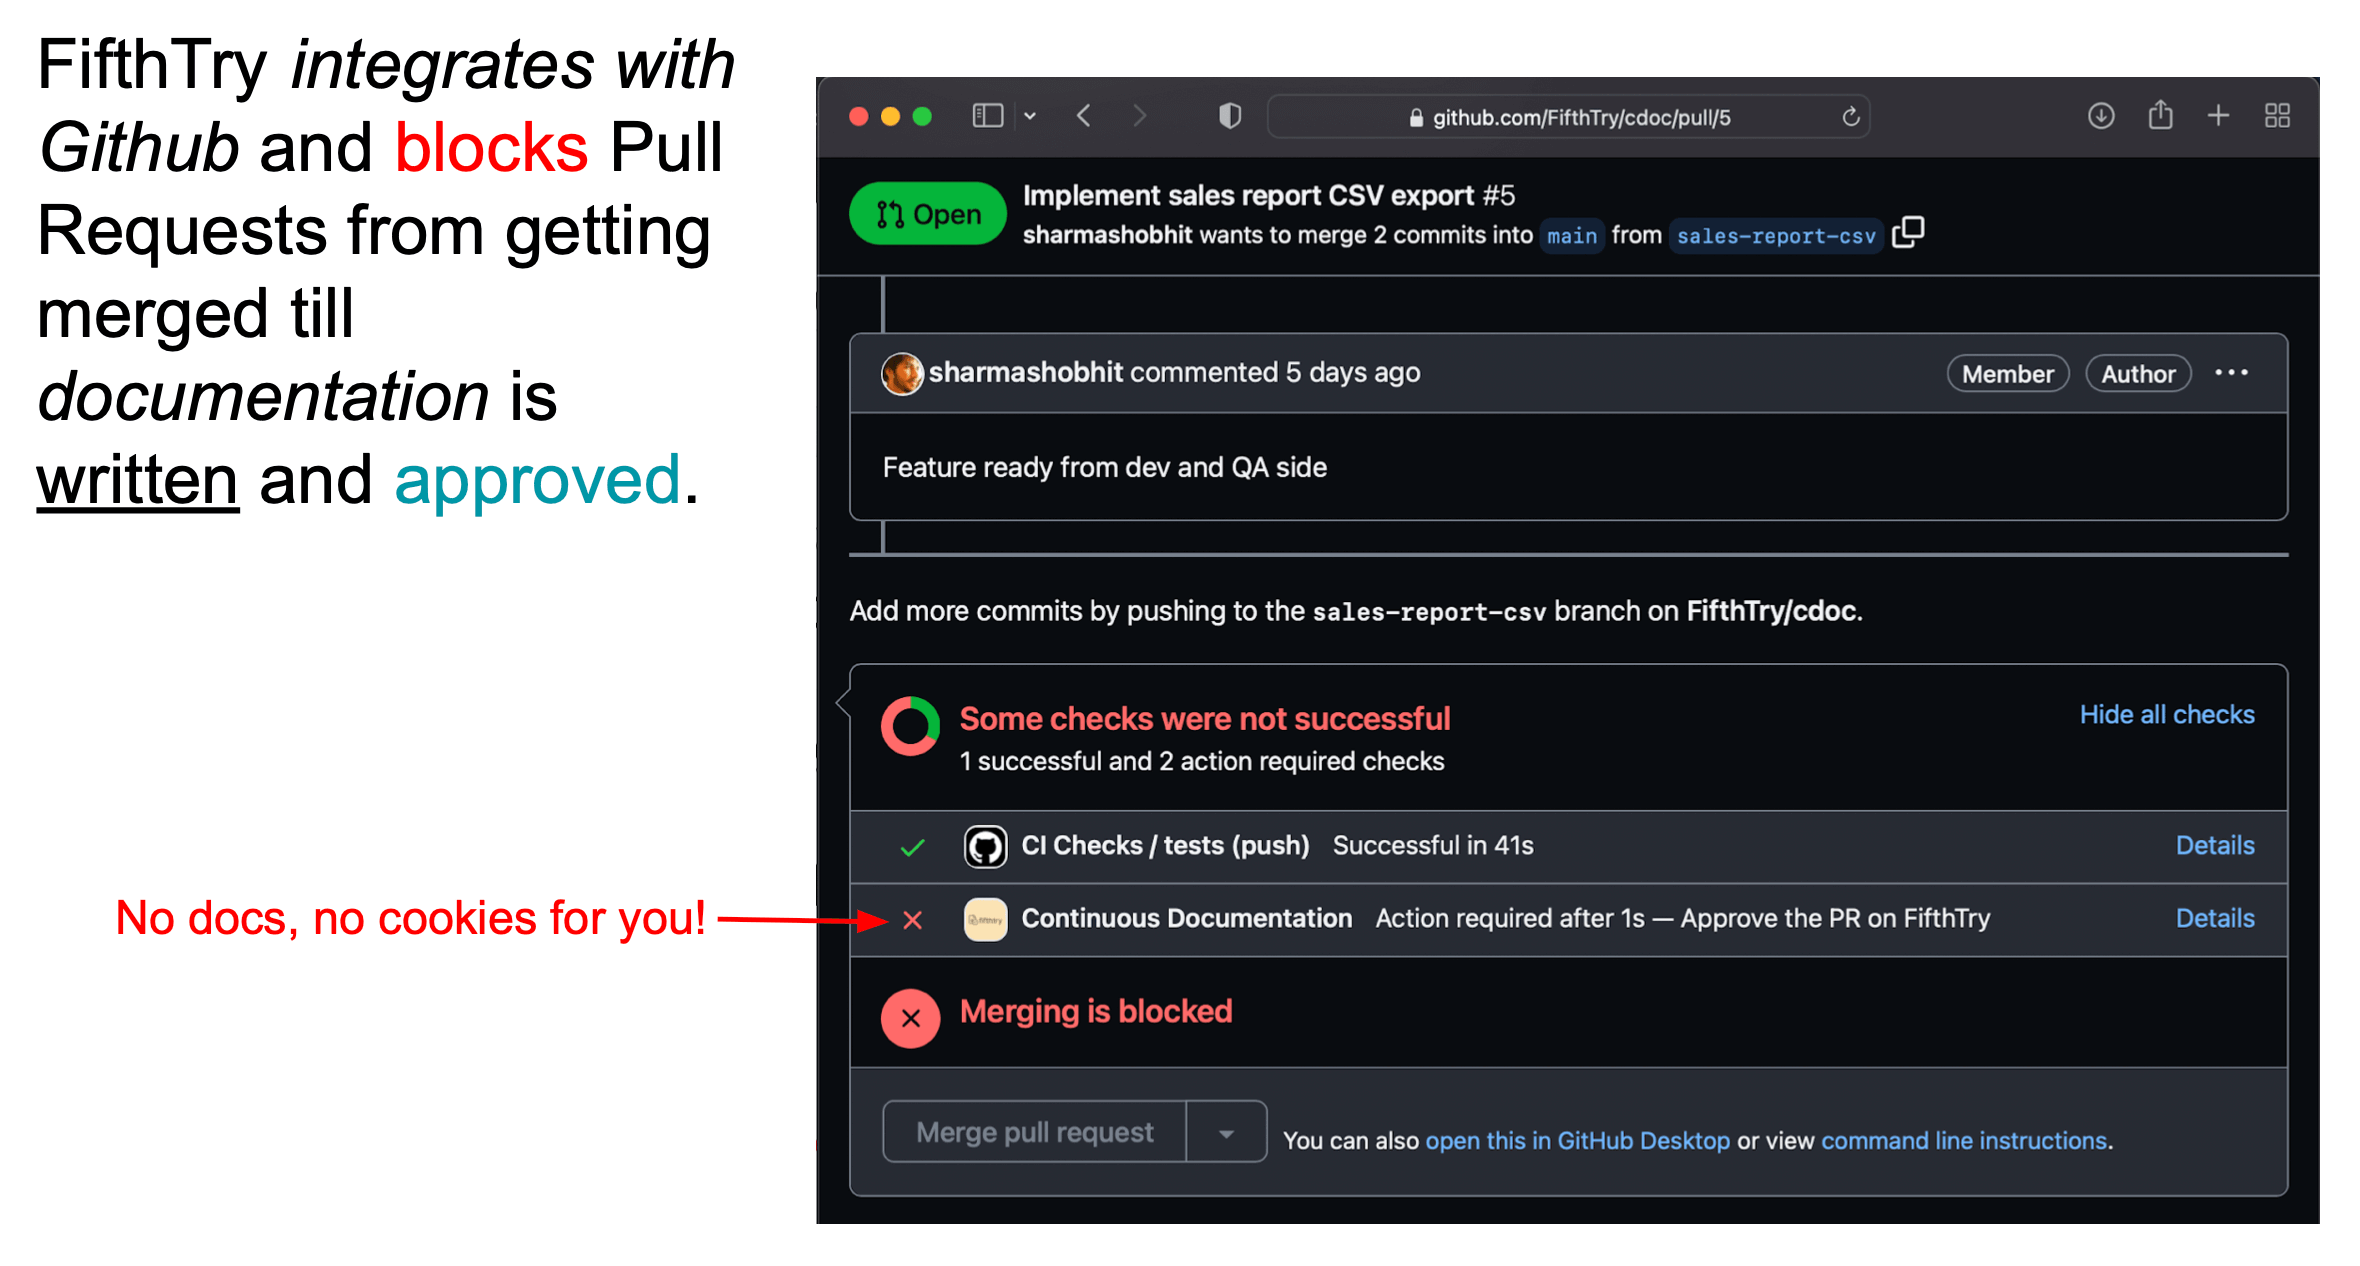 FifthTry integrates with
Github and blocks Pull
Requests from getting
merged till
documentation is
written and approved.
No docs, no cookies for you!
github.com/FifthTry/cdoc/pull/5
Open
Implement sales report CSV export #5
sharmashobhit wants to merge 2 commits into main from sales-report-csv
sharmashobhit commented 5 days ago
Member
Author
Feature ready from dev and QA side
Add more commits by pushing to the sales-report-csv branch on FifthTry/cdoc.
Some checks were not successful
Hide all checks
1 successful and 2 action required checks
CI Checks / tests (push) Successful in 41s
Details
fifthtry
Continuous Documentation Action required after 1s — Approve the PR on FifthTry
Details
Merging is blocked
Merge pull request
You can also open this in GitHub Desktop or view command line instructions.